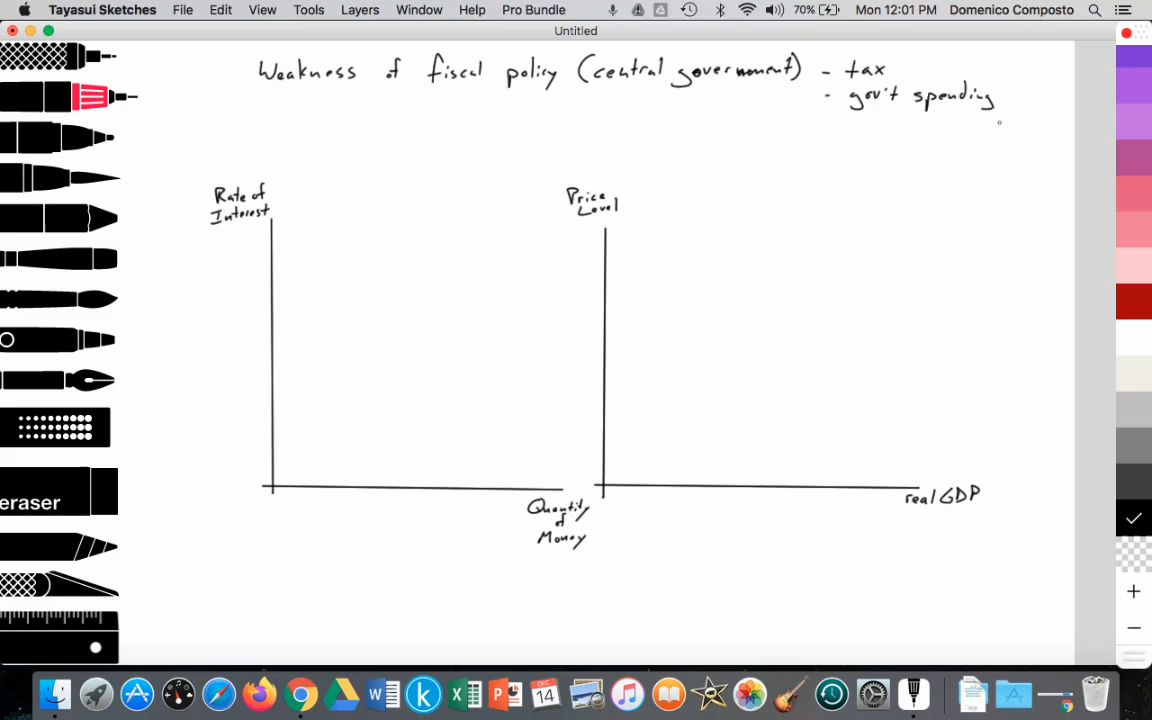 Tayasui Sketches File Edit View Tools Layers Window Help Pro Bundle 70% Mon 12:01 PM Domenico Composto
Untitled
Weakness of fiscal policy (central government) - tax
- gov't spending
Rate of
Interest
Price
Level
eraser
Quantity
of
Money
real GDP
DEC
14